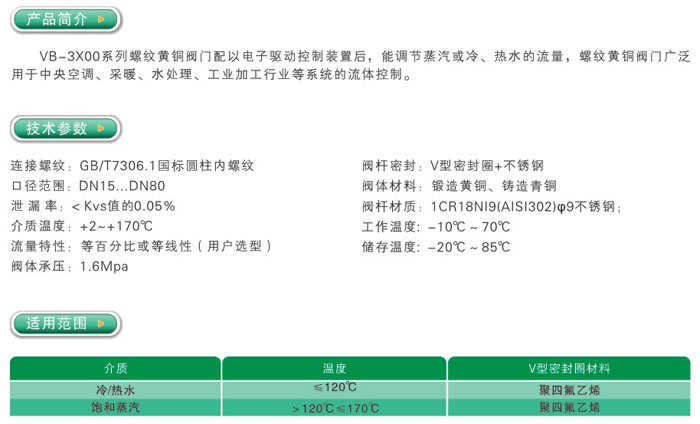 产品简介
VB-3X00系列螺纹黄铜阀门配以电子驱动控制装置后，能调节蒸汽或冷、热水的流量，螺纹黄铜阀门广泛
用于中央空调、采暖、水处理、工业加工行业等系统的流体控制。
技术参数
连接螺纹：GB/T7306.1国标圆柱内螺纹
口径范围：DN15...DN80
泄漏率：< Kvs值的0.05%
介质温度：+2~+170℃
流量特性：等百分比或等线性（用户选型）
阀体承压：1.6Mpa
阀杆密封：V型密封圈+不锈钢
阀体材料：锻造黄铜、铸造青铜
阀杆材质：1CR18NI9(AISI302)φ9不锈钢；
工作温度：-10℃～70℃
储存温度：-20℃～85℃
适用范围
介质 温度 V型密封圈材料
冷/热水 ≤120℃ 聚四氟乙烯
饱和蒸汽 >120℃≤170℃ 聚四氟乙烯